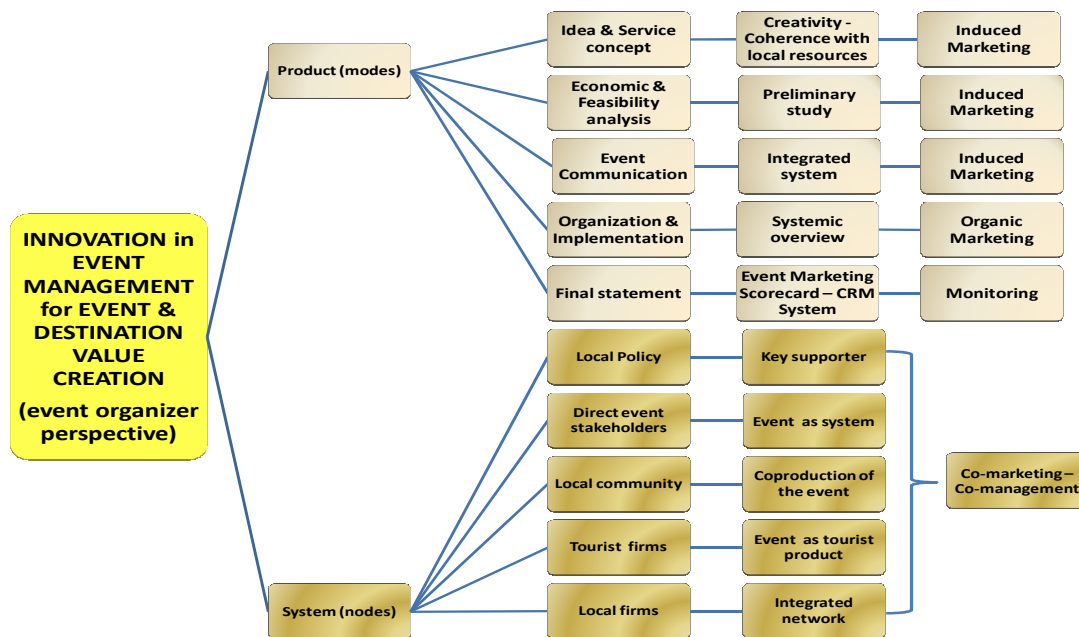 Idea & Service
concept
Creativity -
Coherence with
local resources
Induced
Marketing
Product (modes)
Economic &
Feasibility
analysis
Preliminary
study
Induced
Marketing
Event
Communication
Integrated
system
Induced
Marketing
Organization &
Implementation
Systemic
overview
Organic
Marketing
Final statement
Event Marketing
Scorecard – CRM
System
Monitoring
INNOVATION in
EVENT
MANAGEMENT
for EVENT &
DESTINATION
VALUE
CREATION
(event organizer
perspective)
Local Policy
Key supporter
Direct event
stakeholders
Event as system
Local community
Coproduction of
the event
Co-marketing –
Co-management
Tourist firms
Event as tourist
product
System (nodes)
Local firms
Integrated
network